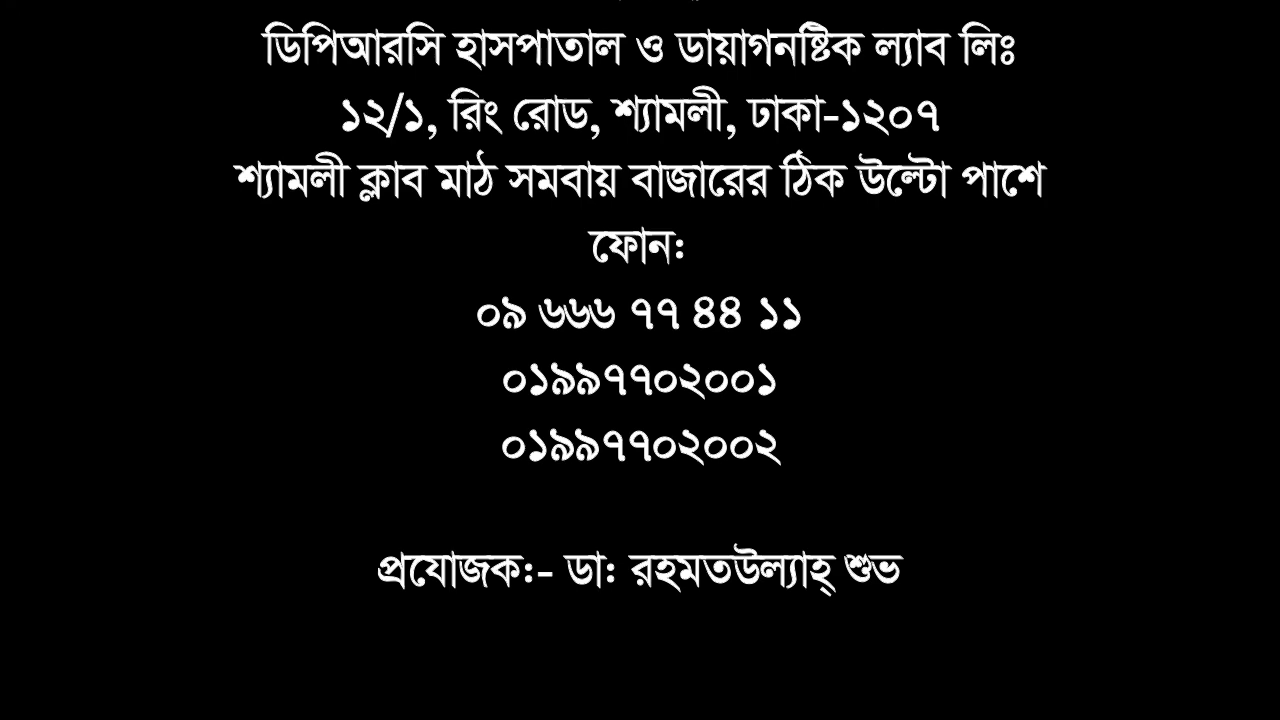 ডিপিআরসি হাসপাতাল ও ডায়াগনষ্টিক ল্যাব লিঃ
১২/১, রিং রোড, শ্যামলী, ঢাকা-১২০৭
শ্যামলী ক্লাব মাঠ সমবায় বাজারের ঠিক উল্টো পাশে
ফোন:
০৯ ৬৬৬ ৭৭ ৪৪ ১১
০১৯৯৭৭০২০০১
০১৯৯৭৭০২০০২
প্রযোজক:- ডা: রহমতউল্যাহ্ শুভ